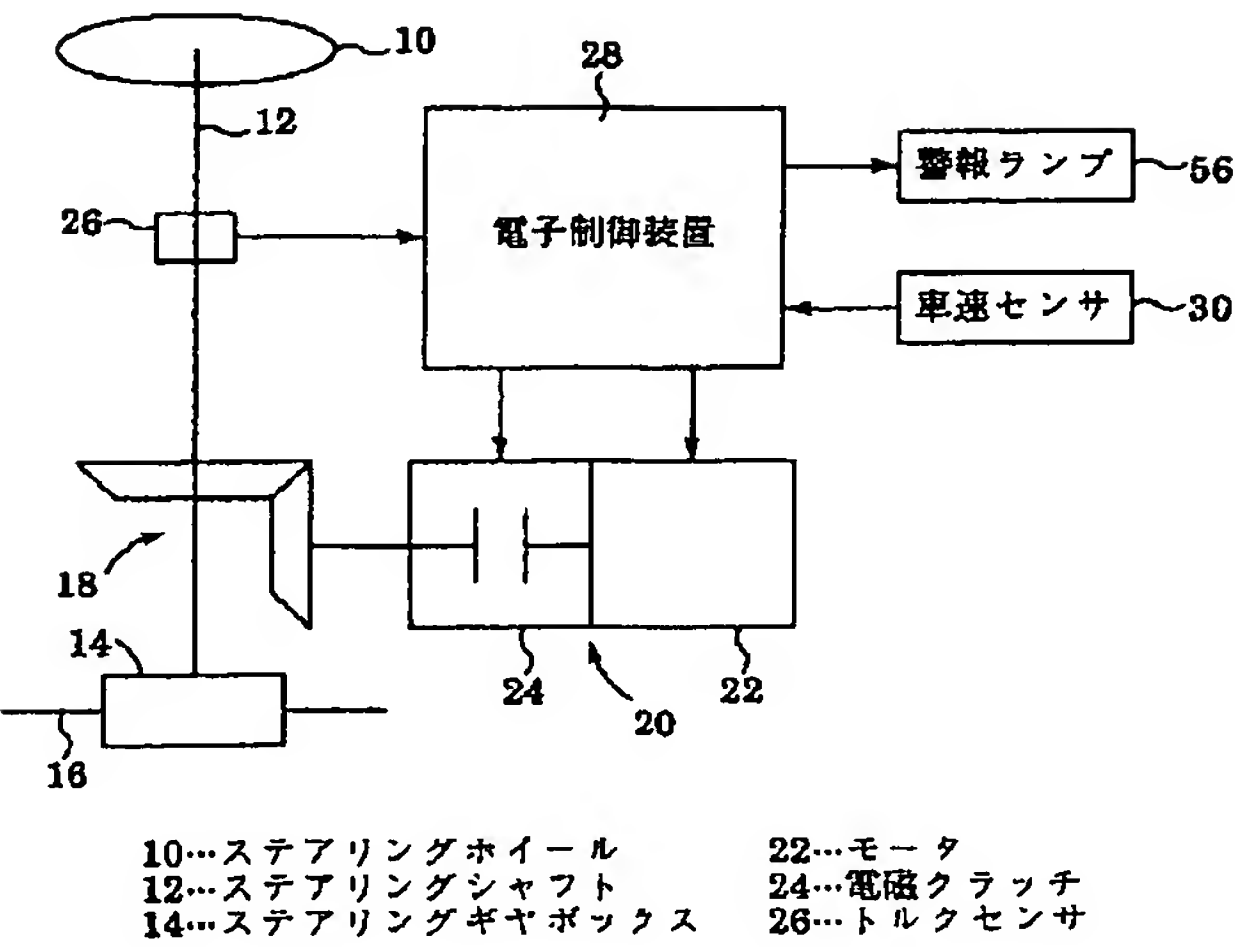 10
12
28
26
電子制御装置
警報ランプ
56
車速センサ
30
18
14
24
22
20
16
10…ステアリングホイール
12…ステアリングシャフト
14…ステアリングギヤボックス
22…モータ
24…電磁クラッチ
26…トルクセンサ